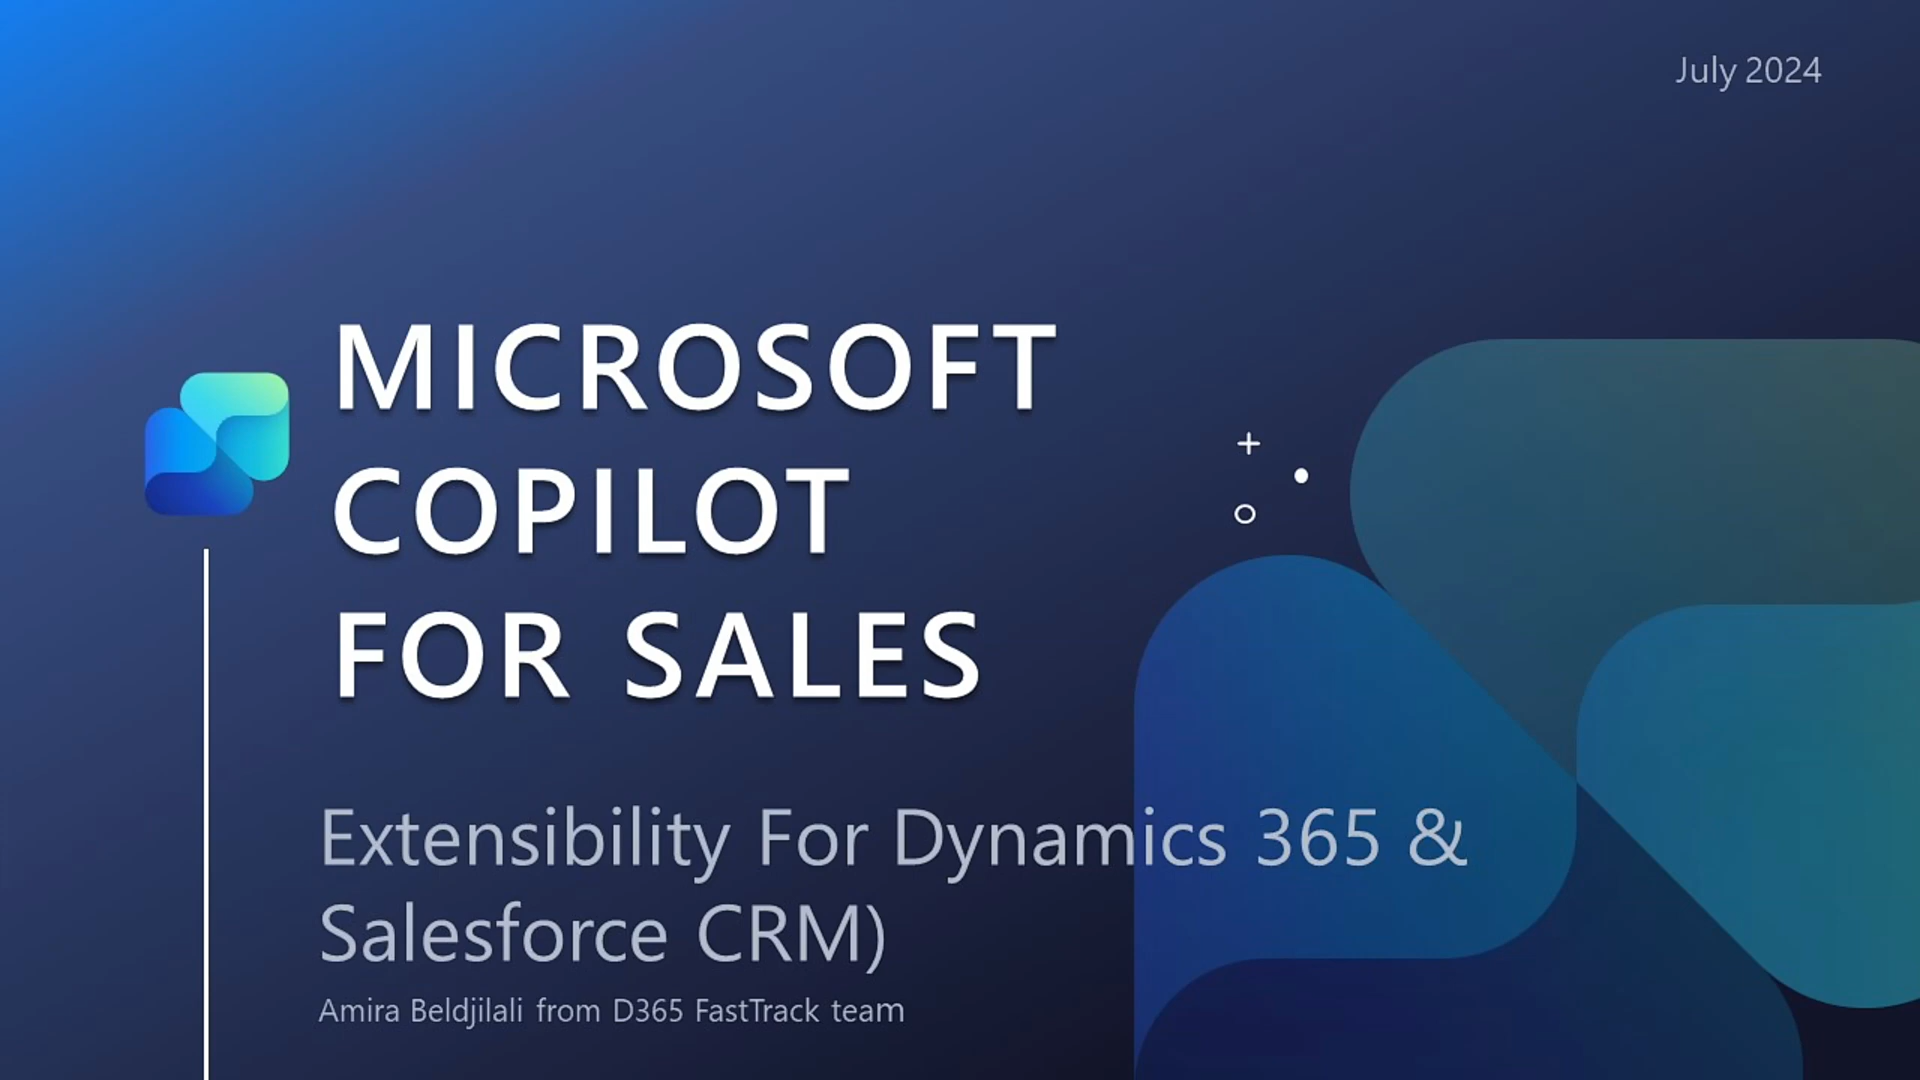 July 2024
MICROSOFT
COPILOT
FOR SALES
Extensibility For Dynamics 365 &
Salesforce CRM)
Amira Beldjilali from D365 FastTrack team